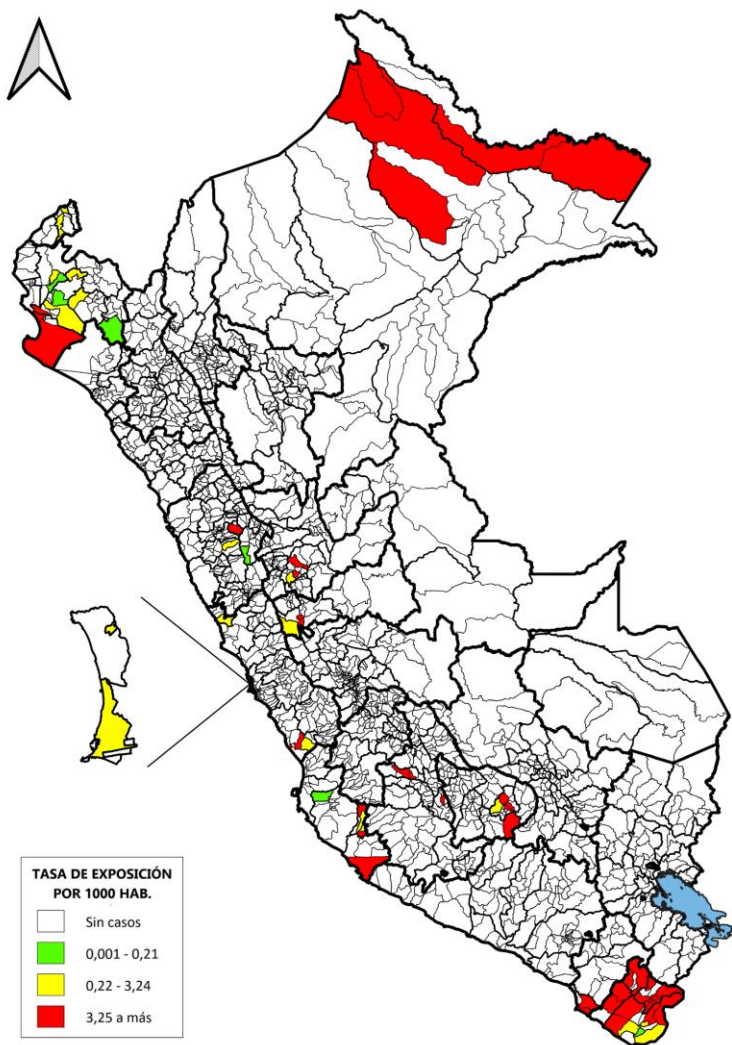 TASA DE EXPOSICIÓN
POR 1000 HAB.
Sin casos
0,001 - 0,21
0,22 - 3,24
3,25 a más